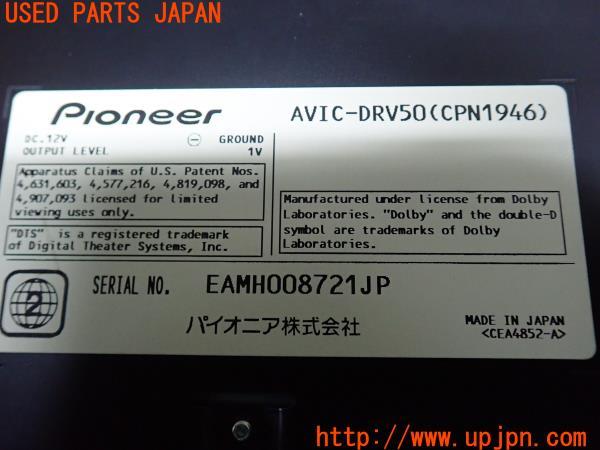 USED PARTS JAPAN
Pioneer
AVIC-DRV50(CPN1946)
DC.12V ⊖ GROUND
OUTPUT LEVEL 1V
Apparatus Claims of U.S. Patent Nos.
4,631,603, 4,577,216, 4,819,098, and
4,907,093 licensed for limited
viewing uses only.
"DTS" is a registered trademark
of Digital Theater Systems, Inc.
Manufactured under license from Dolby
Laboratories. "Dolby" and the double-D
symbol are trademarks of Dolby
Laboratories.
2
SERIAL NO. EAMH008721JP
パイオニア株式会社
MADE IN JAPAN
<CEA4852-A>
http://www.upjpn.com/